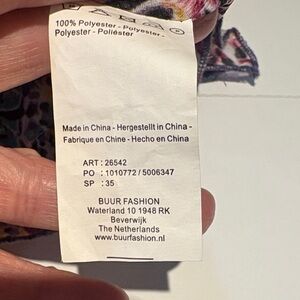 100% Polyester - Polyester -
Polyester - Poliéster
Made in China - Hergestellt in China -
Fabrique en Chine - Hecho en China
ART : 26542
PO : 1010772 / 5006347
SP : 35
BUUR FASHION
Waterland 10 1948 RK
Beverwijk
The Netherlands
www.buurfashion.nl